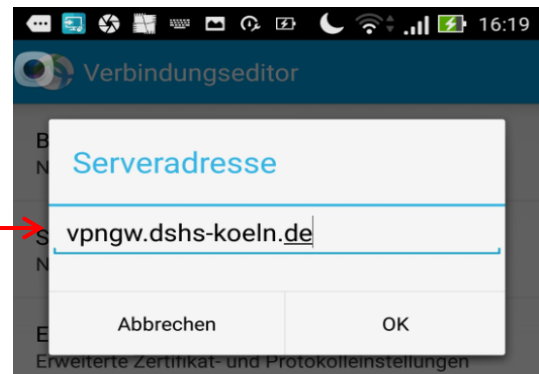 16:19
Verbindungseditor
B
N
Serveradresse
S
vpngw.dshs-koeln.de
N
Abbrechen
OK
E
Erweiterte Zertifikat- und Protokolleinstellungen